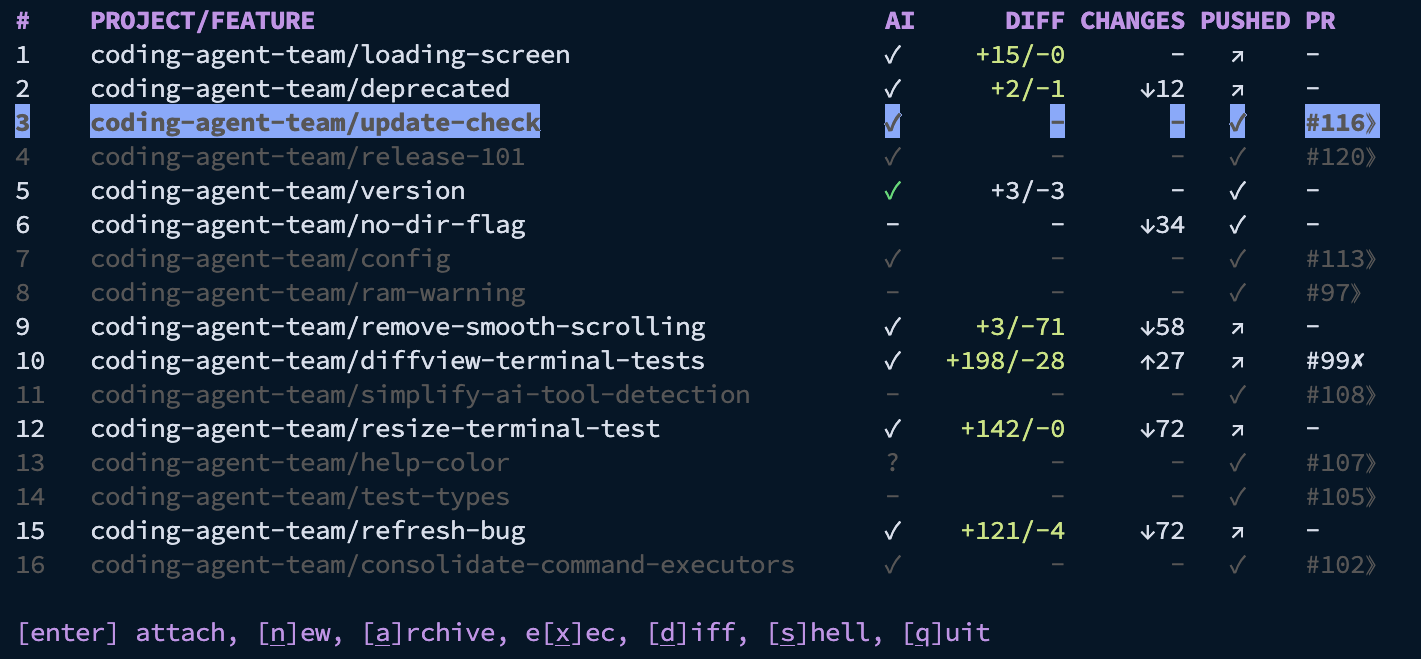 # PROJECT/FEATURE AI DIFF CHANGES PUSHED PR
1 coding-agent-team/loading-screen ✓ +15/-0 - ↗ -
2 coding-agent-team/deprecated ✓ +2/-1 ↓12 ↗ -
3 coding-agent-team/update-check ✓ - - ✓ #116⟫
4 coding-agent-team/release-101 ✓ - - ✓ #120⟫
5 coding-agent-team/version ✓ +3/-3 - ✓ -
6 coding-agent-team/no-dir-flag - - ↓34 ✓ -
7 coding-agent-team/config ✓ - - ✓ #113⟫
8 coding-agent-team/ram-warning - - - ✓ #97⟫
9 coding-agent-team/remove-smooth-scrolling ✓ +3/-71 ↓58 ↗ -
10 coding-agent-team/diffview-terminal-tests ✓ +198/-28 ↑27 ↗ #99✗
11 coding-agent-team/simplify-ai-tool-detection - - - ✓ #108⟫
12 coding-agent-team/resize-terminal-test ✓ +142/-0 ↓72 ↗ -
13 coding-agent-team/help-color ? - - ✓ #107⟫
14 coding-agent-team/test-types - - - ✓ #105⟫
15 coding-agent-team/refresh-bug ✓ +121/-4 ↓72 ↗ -
16 coding-agent-team/consolidate-command-executors ✓ - - ✓ #102⟫
[enter] attach, [n]ew, [a]rchive, e[x]ec, [d]iff, [s]hell, [q]uit